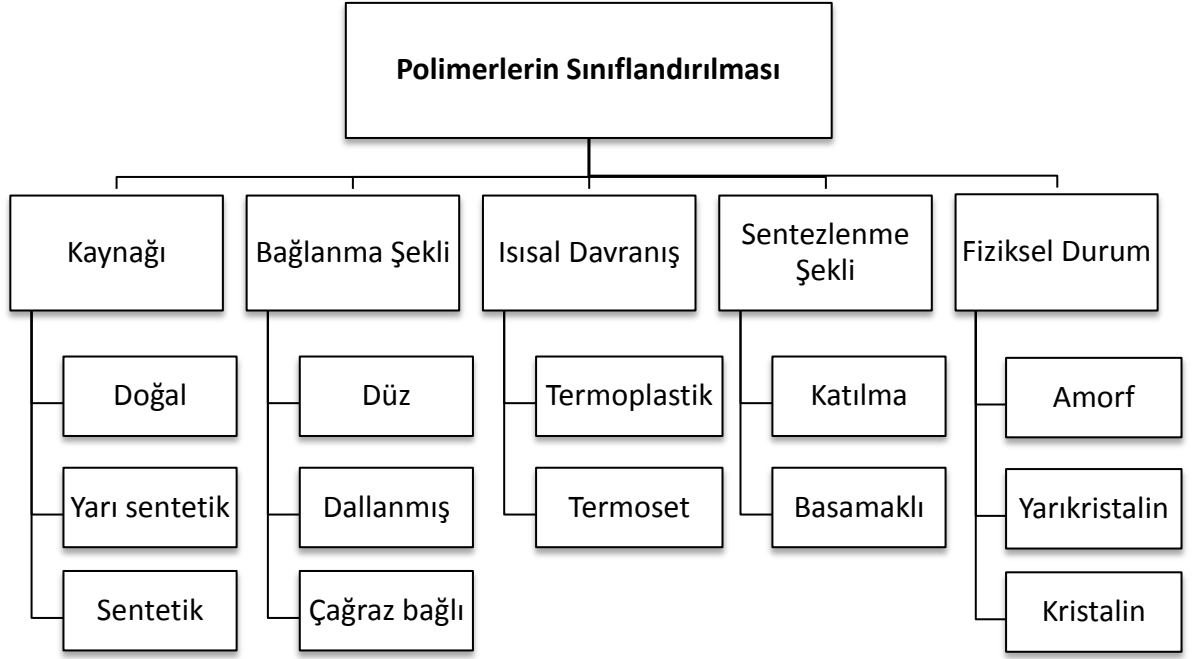 Polimerlerin Sınıflandırılması
Kaynağı
Doğal
Yarı sentetik
Sentetik
Bağlanma Şekli
Düz
Dallanmış
Çağraz bağlı
Isısal Davranış
Termoplastik
Termoset
Sentezlenme
Şekli
Katılma
Basamaklı
Fiziksel Durum
Amorf
Yarıkristalin
Kristalin